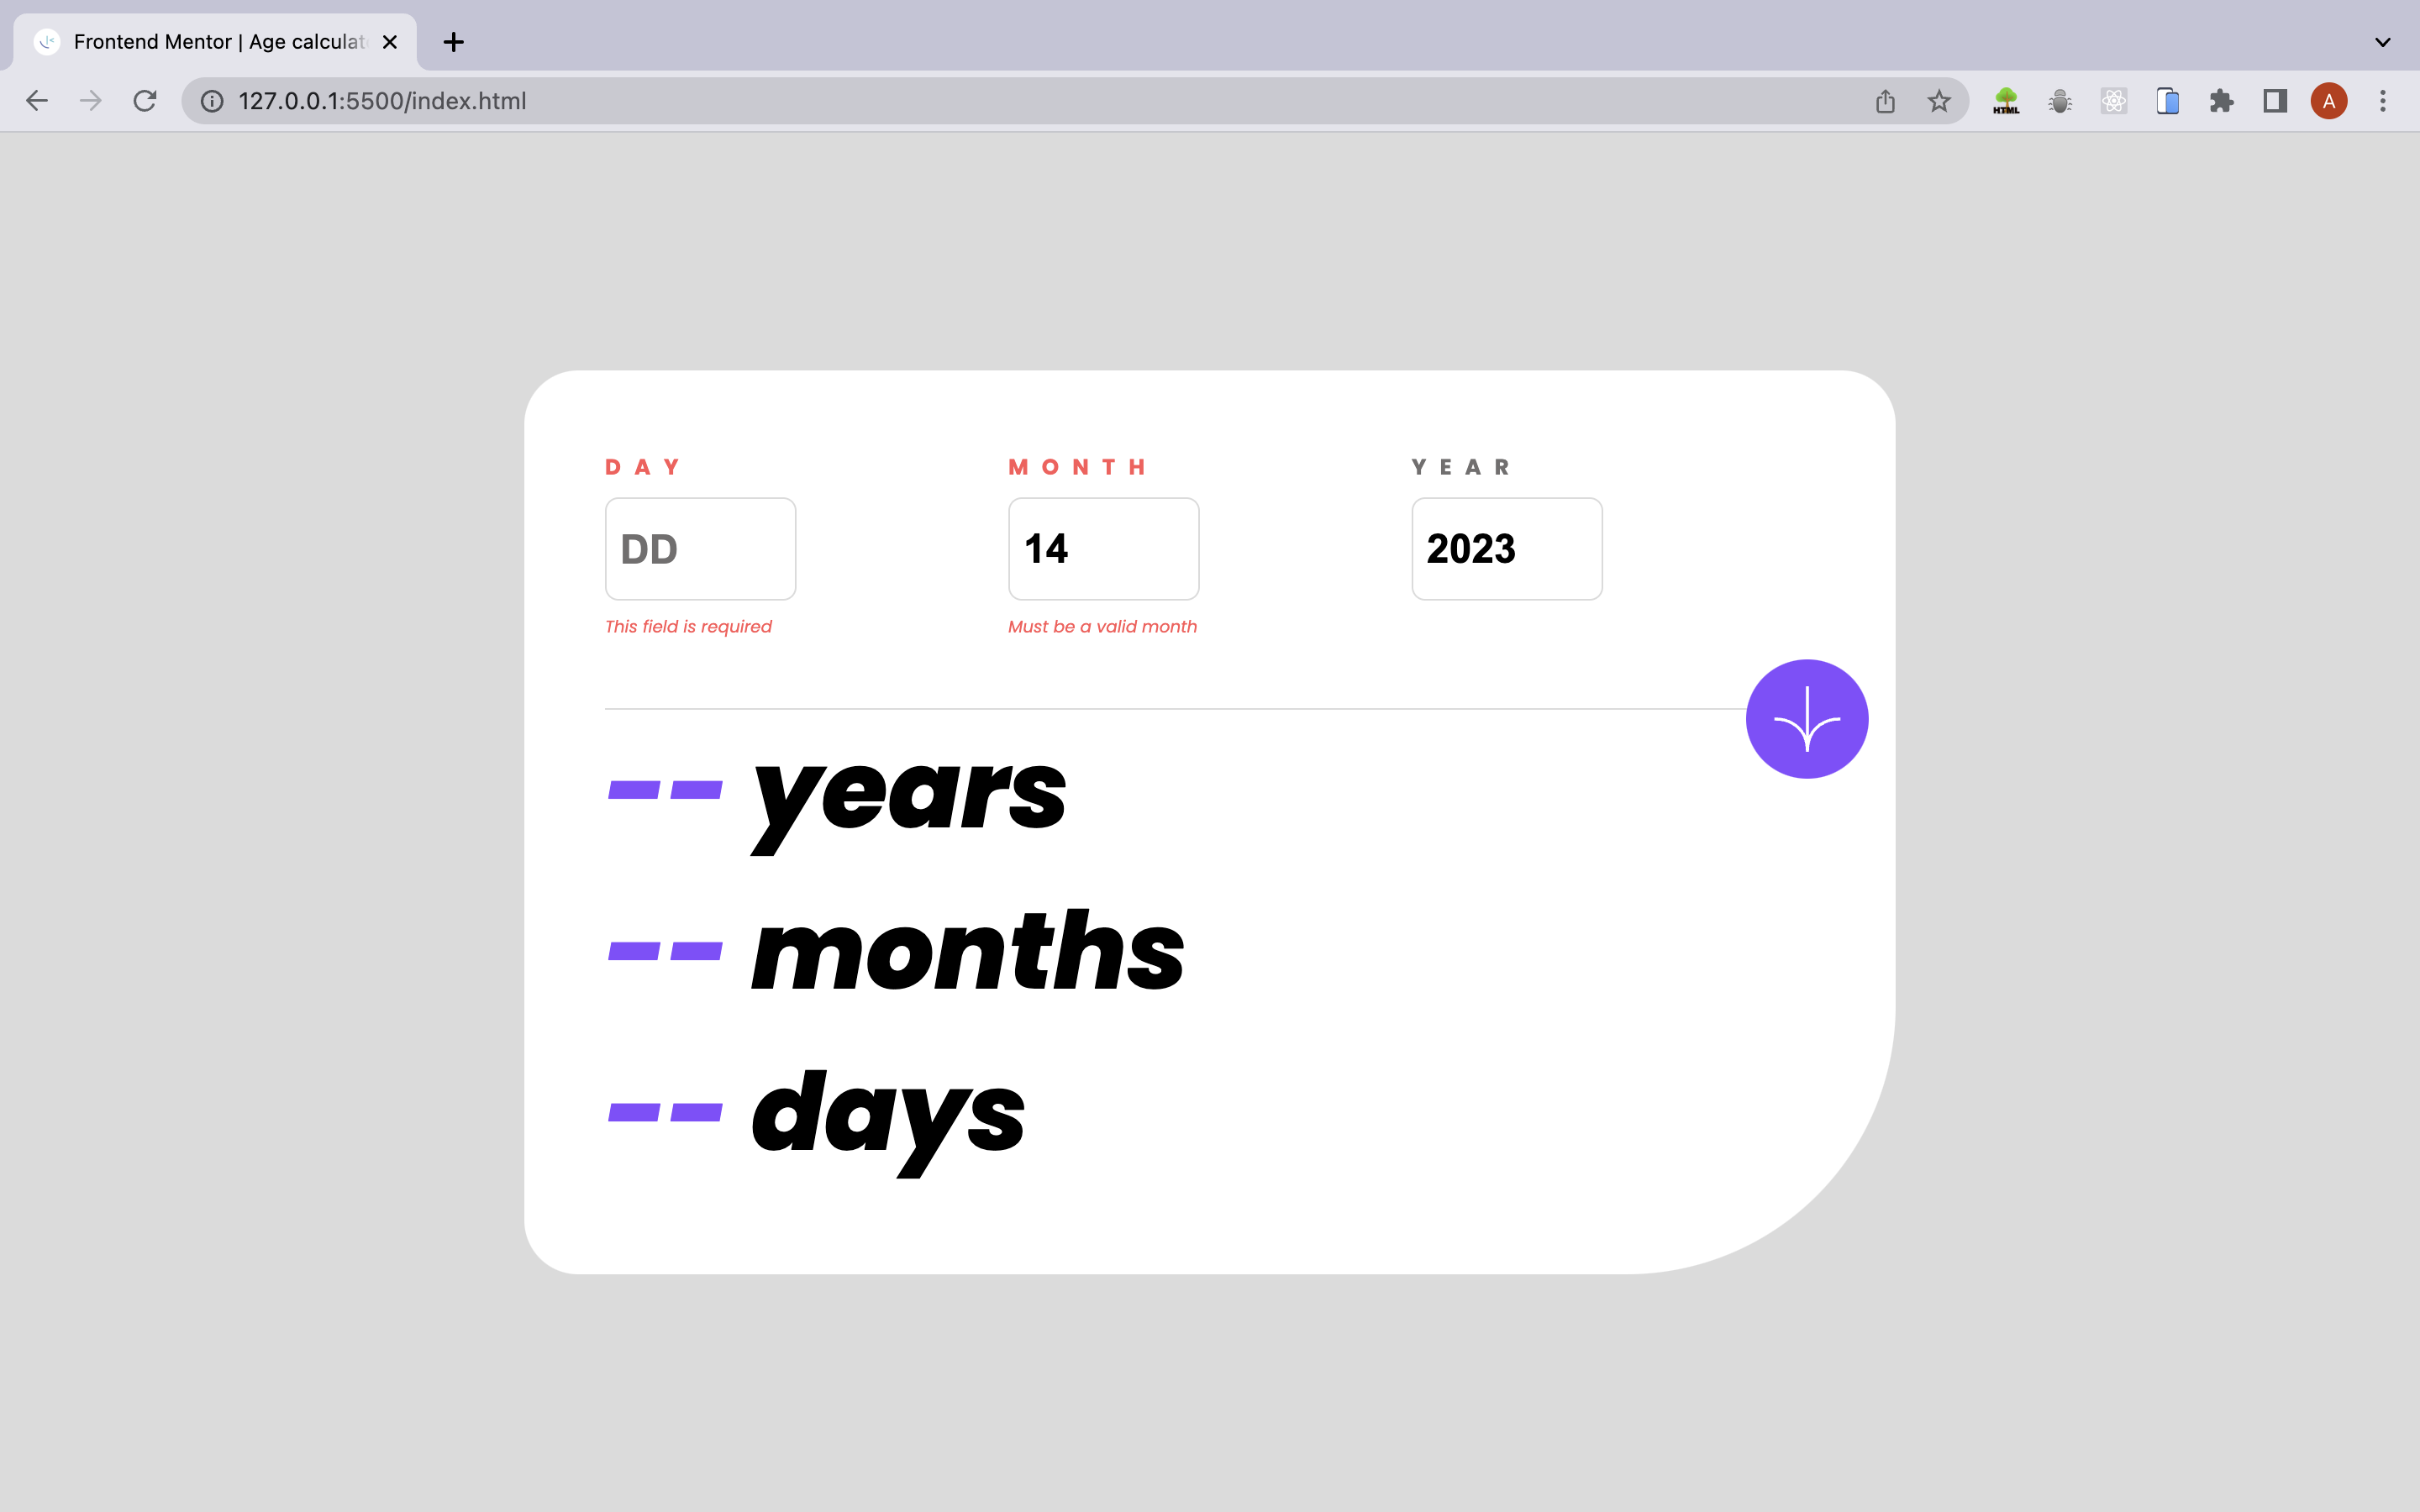 Frontend Mentor | Age calculat
127.0.0.1:5500/index.html
HTML
A
DAY MONTH YEAR
DD 14 2023
This field is required Must be a valid month
-- years
-- months
-- days